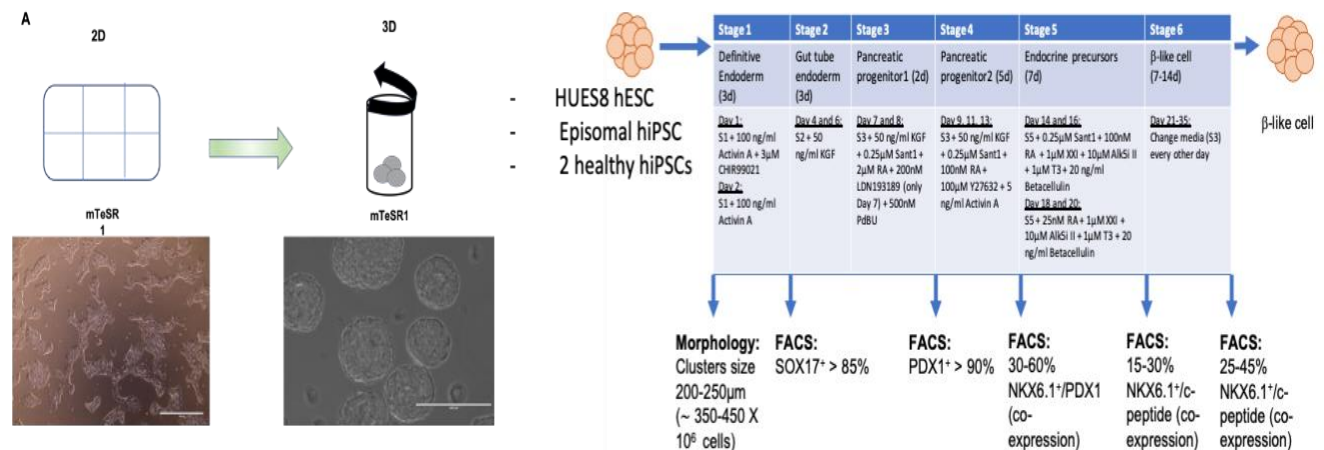 A
2D
3D
mTeSR
1
mTeSR1
- HUES8 hESC
- Episomal hiPSC
- 2 healthy hiPSCs
Stage 1
Definitive
Endoderm
(3d)
Day 1:
S1 + 100 ng/ml
Activin A + 3µM
CHIR99021
Day 2:
S1 + 100 ng/ml
Activin A
Stage 2
Gut tube
endoderm
(3d)
Day 4 and 6:
S2 + 50
ng/ml KGF
Stage 3
Pancreatic
progenitor1 (2d)
Day 7 and 8:
S3 + 50 ng/ml KGF
+ 0.25µM Sant1 +
2µM RA + 200nM
LDN193189 (only
Day 7) + 500nM
PdBU
Stage 4
Pancreatic
progenitor2 (5d)
Day 9, 11, 13:
S3 + 50 ng/ml KGF
+ 0.25µM Sant1 +
100nM RA +
100µM Y27632 + 5
ng/ml Activin A
Stage 5
Endocrine precursors
(7d)
Day 14 and 16:
S5 + 0.25µM Sant1 + 100nM
RA + 1µM XXI + 10µM Alk5i II
+ 1µM T3 + 20 ng/ml
Betacellulin
Day 18 and 20:
S5 + 25nM RA + 1µM XXI +
10µM Alk5i II + 1µM T3 + 20
ng/ml Betacellulin
Stage 6
β-like cell
(7-14d)
Day 21-35:
Change media (S3)
every other day
β-like cell
Morphology:
Clusters size
200-250µm
(~ 350-450 X
10⁶ cells)
FACS:
SOX17⁺ > 85%
FACS:
PDX1⁺ > 90%
FACS:
30-60%
NKX6.1⁺/PDX1
(co-
expression)
FACS:
15-30%
NKX6.1⁺/c-
peptide (co-
expression)
FACS:
25-45%
NKX6.1⁺/c-
peptide (co-
expression)